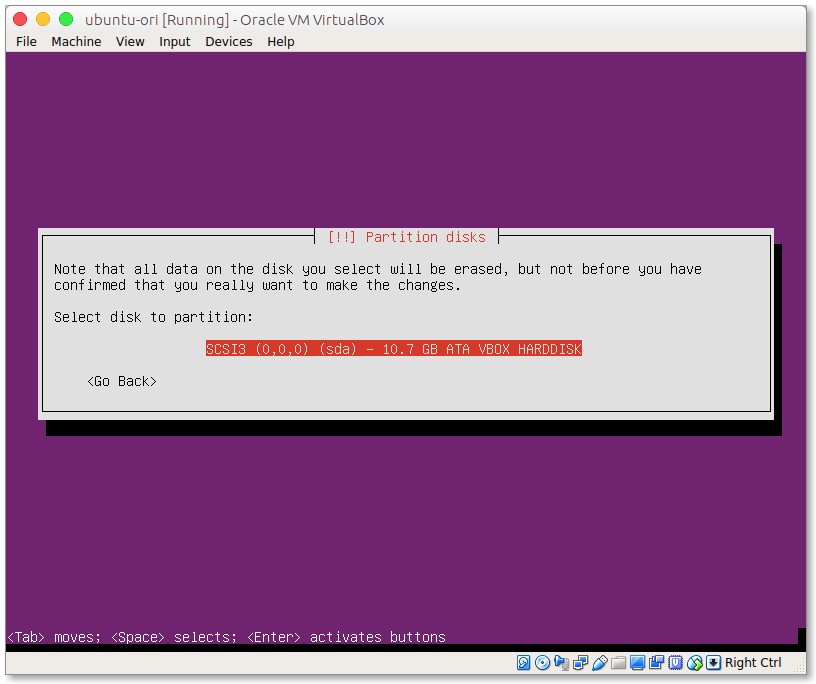 ubuntu-ori [Running] - Oracle VM VirtualBox
File Machine View Input Devices Help
[!!] Partition disks
Note that all data on the disk you select will be erased, but not before you have
confirmed that you really want to make the changes.
Select disk to partition:
SCSI3 (0,0,0) (sda) - 10.7 GB ATA VBOX HARDDISK
<Go Back>
<Tab> moves; <Space> selects; <Enter> activates buttons
Right Ctrl